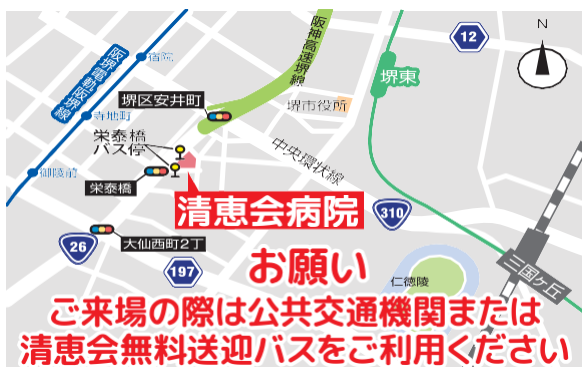 N
12
阪神高速堺線
宿院
阪堺電軌阪堺線
堺東
堺区安井町
堺市役所
寺地町
栄泰橋
バス停
中央環状線
御陵前
栄泰橋
清恵会病院
310
26
大仙西町2丁
197
仁徳陵
三国ヶ丘
お願い
ご来場の際は公共交通機関または
清恵会無料送迎バスをご利用ください